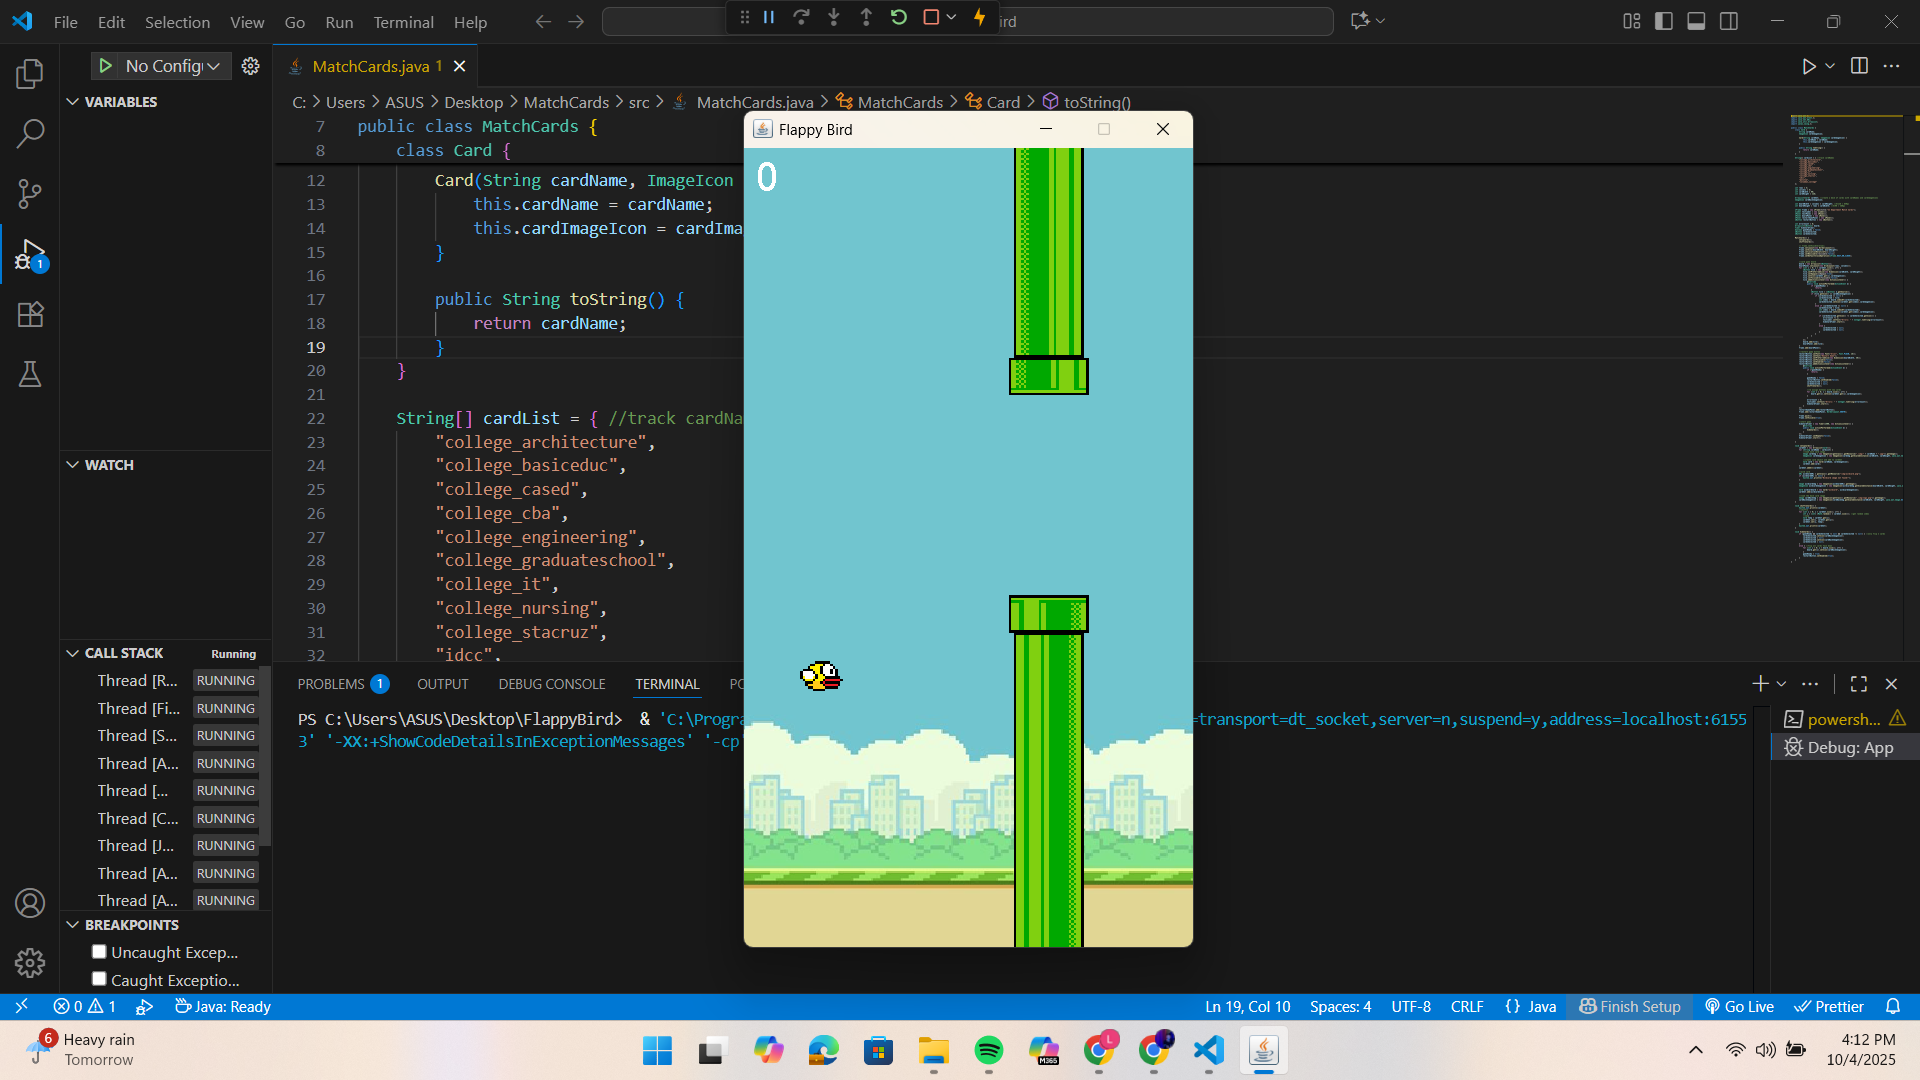 File Edit Selection View Go Run Terminal Help
No Config
MatchCards.java 1
VARIABLES
C: > Users > ASUS > Desktop > MatchCards > src > MatchCards.java > MatchCards > Card > toString()
7 public class MatchCards {
8 class Card {
12 Card(String cardName, ImageIcon
13 this.cardName = cardName;
14 this.cardImageIcon = cardIma
15 }
16
17 public String toString() {
18 return cardName;
19 }
20 }
21
22 String[] cardList = { //track cardNa
23 "college_architecture",
24 "college_basiceduc",
25 "college_cased",
26 "college_cba",
27 "college_engineering",
28 "college_graduateschool",
29 "college_it",
30 "college_nursing",
31 "college_stacruz",
32 "idcc",
Flappy Bird
0
WATCH
CALL STACK Running
Thread [R... RUNNING
Thread [Fi... RUNNING
Thread [S... RUNNING
Thread [A... RUNNING
Thread [... RUNNING
Thread [C... RUNNING
Thread [J... RUNNING
Thread [A... RUNNING
Thread [A... RUNNING
BREAKPOINTS
Uncaught Excep...
Caught Exceptio...
PROBLEMS 1 OUTPUT DEBUG CONSOLE TERMINAL
PS C:\Users\ASUS\Desktop\FlappyBird> & 'C:\Progra =transport=dt_socket,server=n,suspend=y,address=localhost:6155
3' '-XX:+ShowCodeDetailsInExceptionMessages' '-cp'
powersh...
Debug: App
0 1 Java: Ready
Ln 19, Col 10 Spaces: 4 UTF-8 CRLF {} Java Finish Setup Go Live Prettier
6 Heavy rain
Tomorrow
M365
L
4:12 PM
10/4/2025